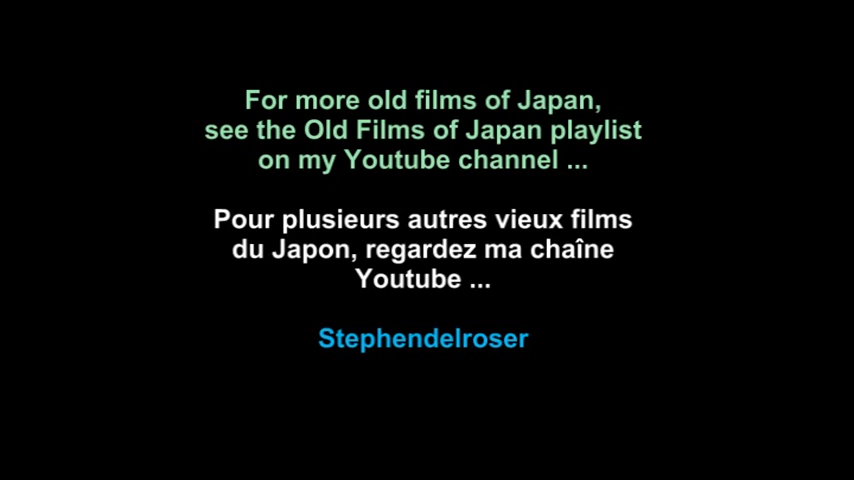 For more old films of Japan,
see the Old Films of Japan playlist
on my Youtube channel ...
Pour plusieurs autres vieux films
du Japon, regardez ma chaîne
Youtube ...
Stephendelroser